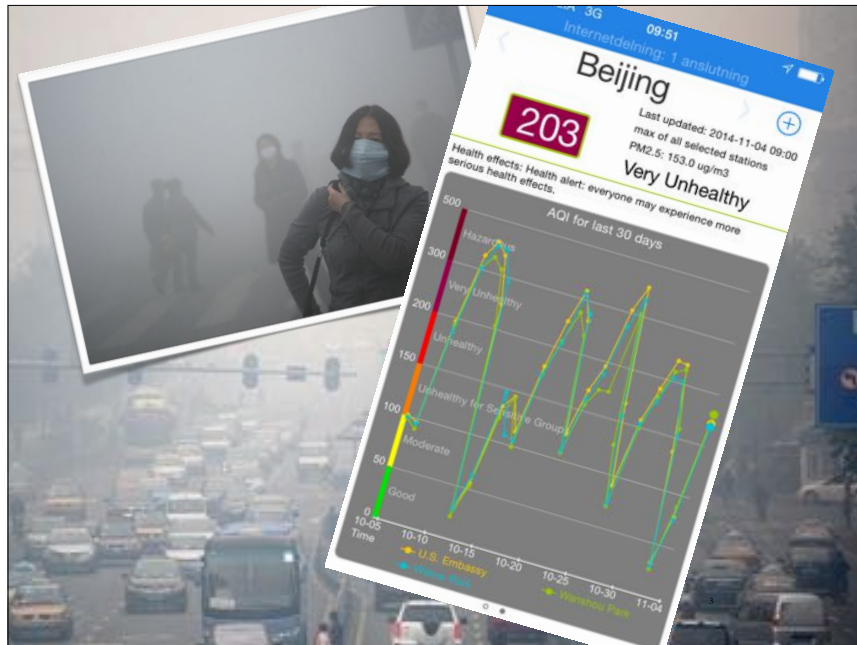 3G
09:51
Internetdelning: 1 anslutning
Beijing
203
Last updated: 2014-11-04 09:00
max of all selected stations
PM2.5: 153.0 ug/m3
Very Unhealthy
Health effects: Health alert: everyone may experience more
serious health effects.
AQI for last 30 days
500
Hazardous
300
Very Unhealthy
200
Unhealthy
150
Unhealthy for Sensitive Group
100
Moderate
50
Good
0
10-05
10-10
10-15
10-20
10-25
10-30
11-04
Time
U.S. Embassy
Wanshou Park
3